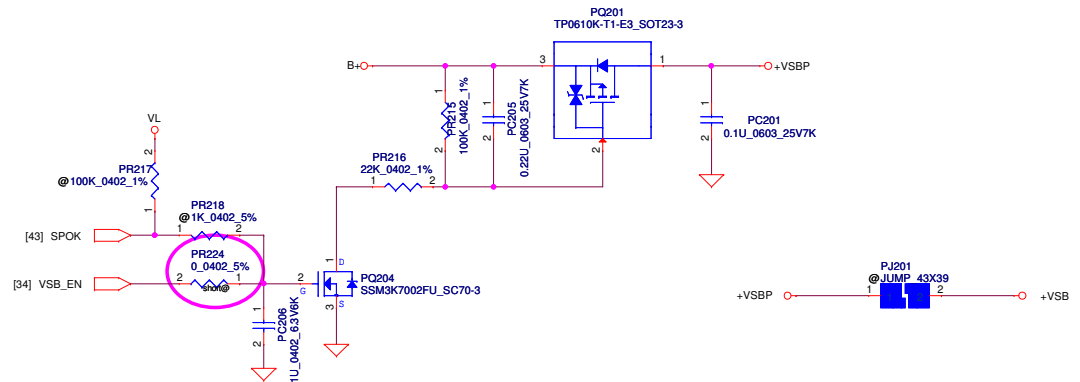 PQ201
TP0610K-T1-E3_SOT23-3
B+
3
1
+VSBP
1
2
PR215
100K_0402_1%
1
2
PC205
0.22U_0603_25V7K
2
1
2
PC201
0.1U_0603_25V7K
VL
2
PR217
@100K_0402_1%
1
PR216
22K_0402_1%
1
2
PR218
@1K_0402_5%
[43] SPOK
1
2
PR224
0_0402_5%
[34] VSB_EN
2
1
short@
2
G
1
D
PQ204
SSM3K7002FU_SC70-3
3
S
1
2
PC206
1U_0402_6.3V6K
PJ201
@JUMP_43X39
+VSBP
1
1
2
2
+VSB